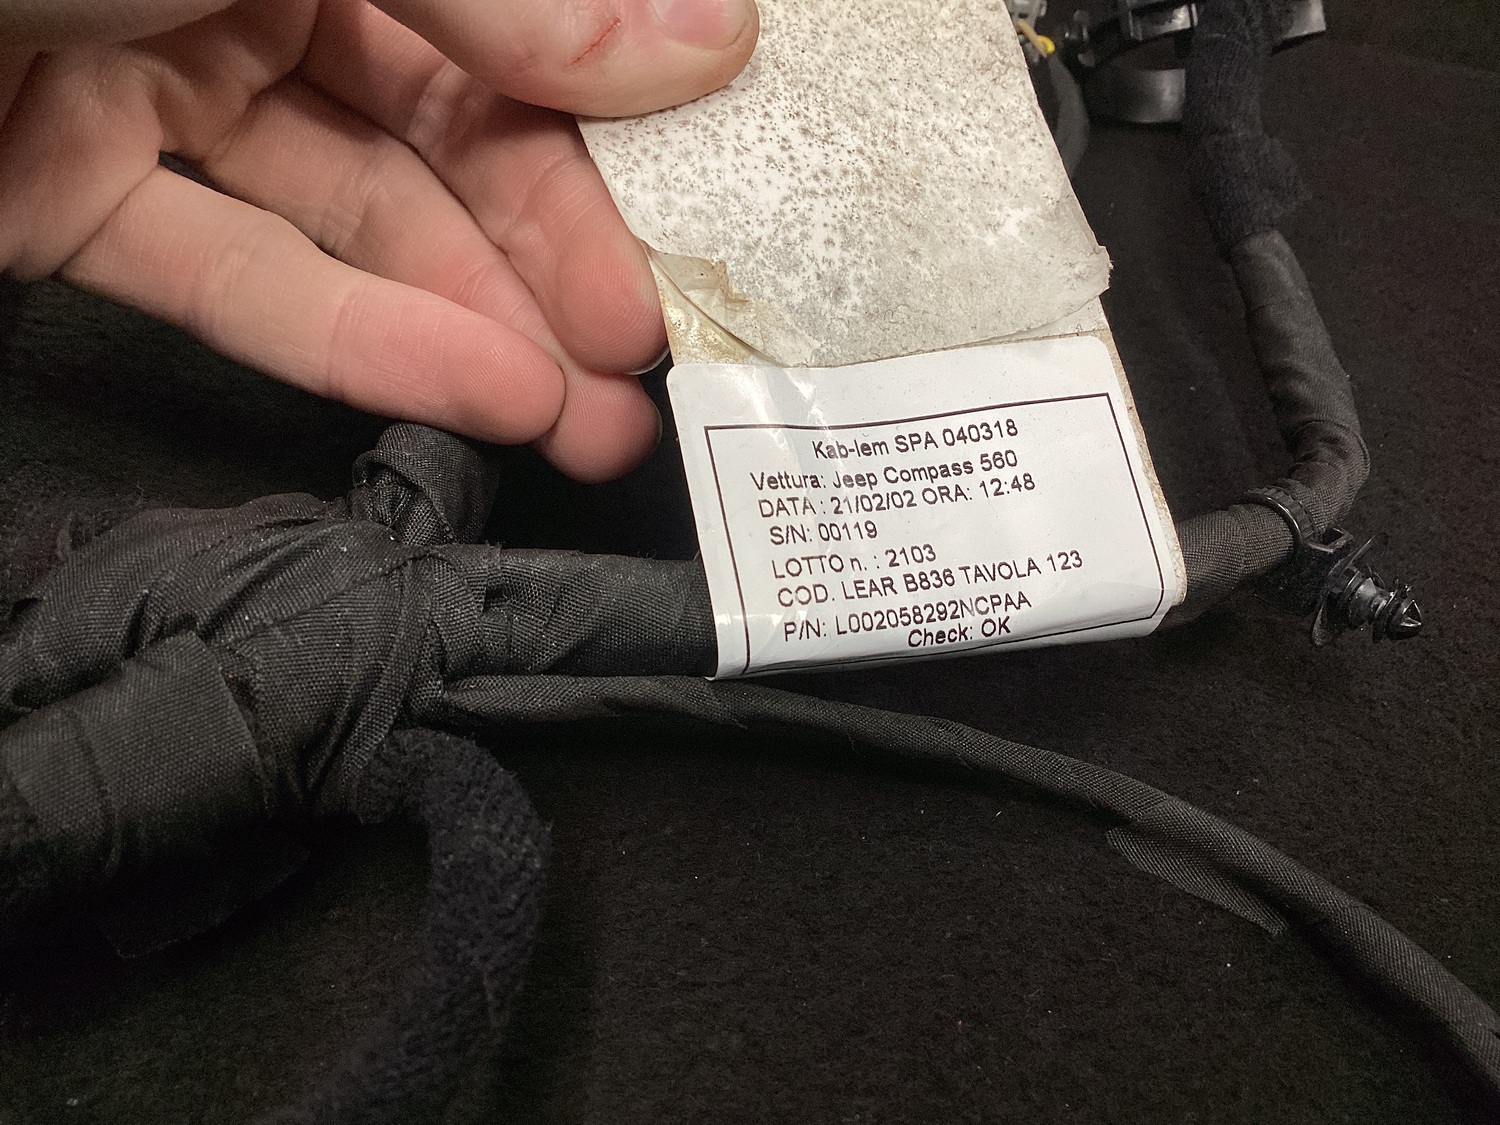 Kab-lem SPA 040318
Vettura: Jeep Compass 560
DATA : 21/02/02 ORA: 12:48
S/N: 00119
LOTTO n. : 2103
COD. LEAR B836 TAVOLA 123
P/N: L002058292NCPAA
Check: OK